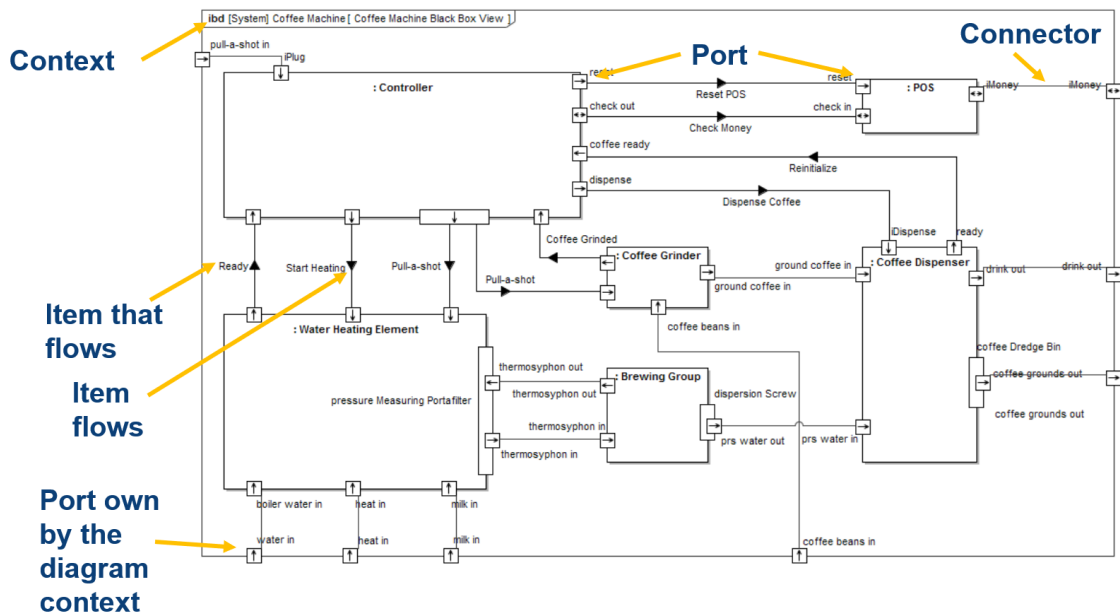 ibd [System] Coffee Machine [ Coffee Machine Black Box View ]
Context
pull-a-shot in
iPlug
: Controller
reset
Port
reset
Reset POS
: POS
Connector
iMoney
iMoney
check out
check in
Check Money
coffee ready
Reinitialize
dispense
Dispense Coffee
iDispense
ready
Ready
Start Heating
Pull-a-shot
Pull-a-shot
Coffee Grinded
: Coffee Grinder
ground coffee in
ground coffee in
: Coffee Dispenser
drink out
drink out
coffee beans in
Item that
flows
Item
flows
: Water Heating Element
pressure Measuring Portafilter
thermosyphon out
thermosyphon out
: Brewing Group
dispersion Screw
thermosyphon in
thermosyphon in
prs water out
prs water in
coffee Dredge Bin
coffee grounds out
coffee grounds out
coffee grounds out
Port own
by the
diagram
context
boiler water in
heat in
milk in
water in
heat in
milk in
coffee beans in